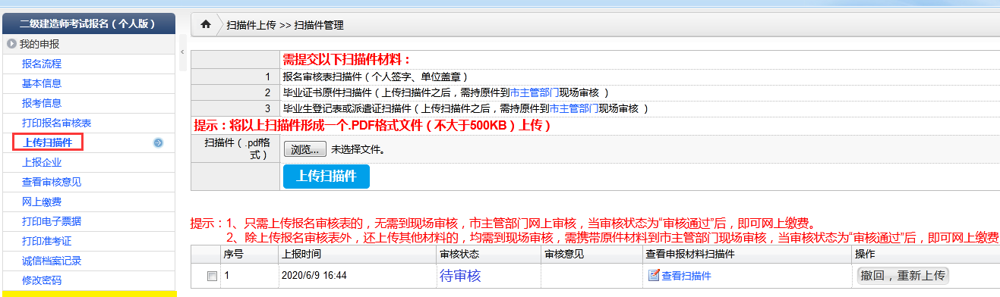 二级建造师考试报名（个人版）
我的申报
报名流程
基本信息
报考信息
打印报名审核表
上传扫描件
上报企业
查看审核意见
网上缴费
打印电子票据
打印准考证
诚信档案记录
修改密码
扫描件上传 >> 扫描件管理
需提交以下扫描件材料：
1 报名审核表扫描件（个人签字、单位盖章）
2 毕业证书原件扫描件（上传扫描件之后，需持原件到市主管部门现场审核 ）
3 毕业生登记表或派遣证扫描件（上传扫描件之后，需持原件到市主管部门现场审核 ）
提示：将以上扫描件形成一个.PDF格式文件（不大于500KB）上传）
扫描件（.pdf格
式） 浏览... 未选择文件。
上传扫描件
提示：1、只需上传报名审核表的，无需到现场审核，市主管部门网上审核，当审核状态为“审核通过”后，即可网上缴费。
2、除上传报名审核表外，还上传其他材料的，均需到现场审核，需携带原件材料到市主管部门现场审核，当审核状态为“审核通过”后，即可网上缴费
序号 上报时间 审核状态 审核意见 查看申报材料扫描件 操作
1 2020/6/9 16:44 待审核 查看扫描件 撤回，重新上传